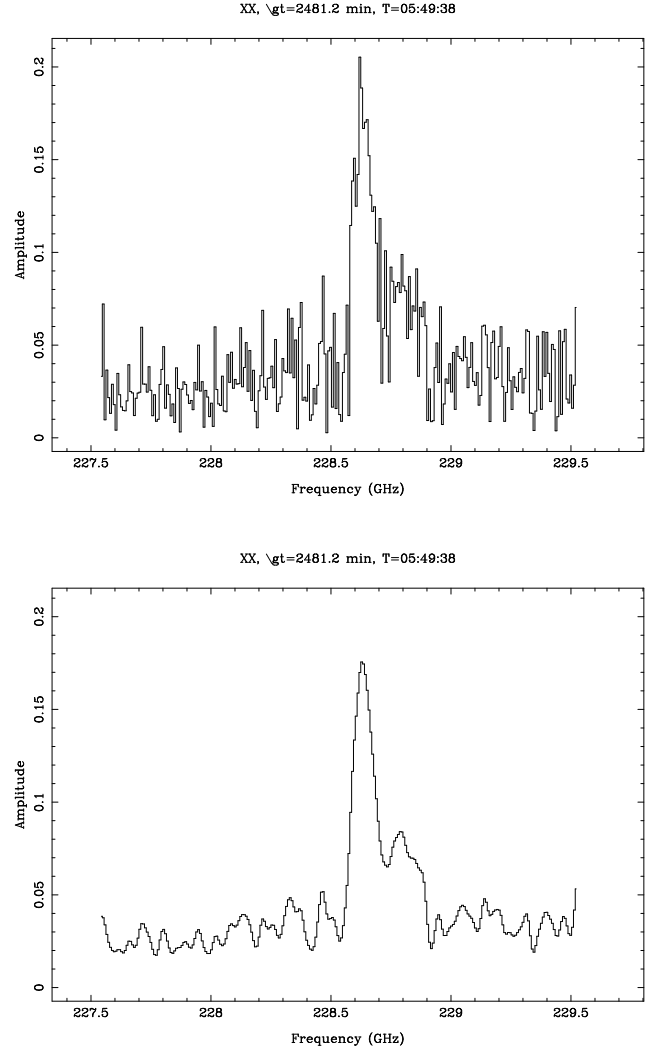 XX, \gt=2481.2 min, T=05:49:38
0.2
0.15
0.1
0.05
0
Amplitude
227.5 228 228.5 229 229.5
Frequency (GHz)
XX, \gt=2481.2 min, T=05:49:38
0.2
0.15
0.1
0.05
0
Amplitude
227.5 228 228.5 229 229.5
Frequency (GHz)